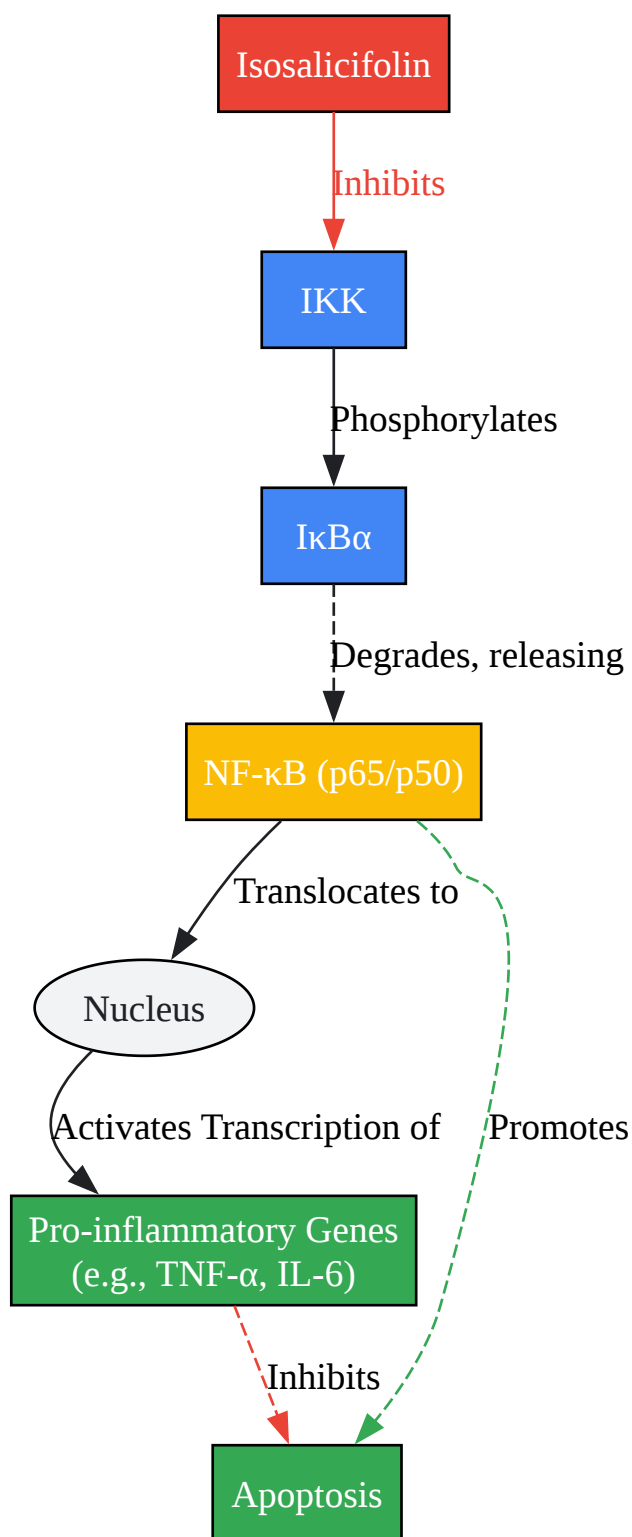 Isosalicifolin
Inhibits
IKK
Phosphorylates
IκBα
Degrades, releasing
NF-κB (p65/p50)
Translocates to
Nucleus
Activates Transcription of
Promotes
Pro-inflammatory Genes
(e.g., TNF-α, IL-6)
Inhibits
Apoptosis